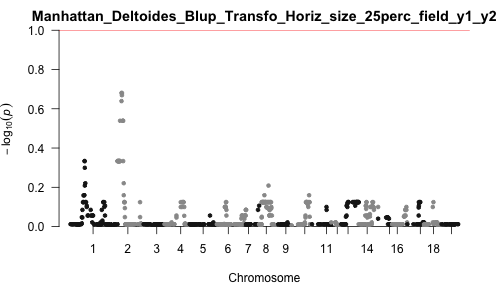 Manhattan_Deltoides_Blup_Transfo_Horiz_size_25perc_field_y1_y2
1.0
0.8
0.6
0.4
0.2
0.0
− log10(p)
1 2 3 4 5 6 7 8 9 11 14 16 18
Chromosome